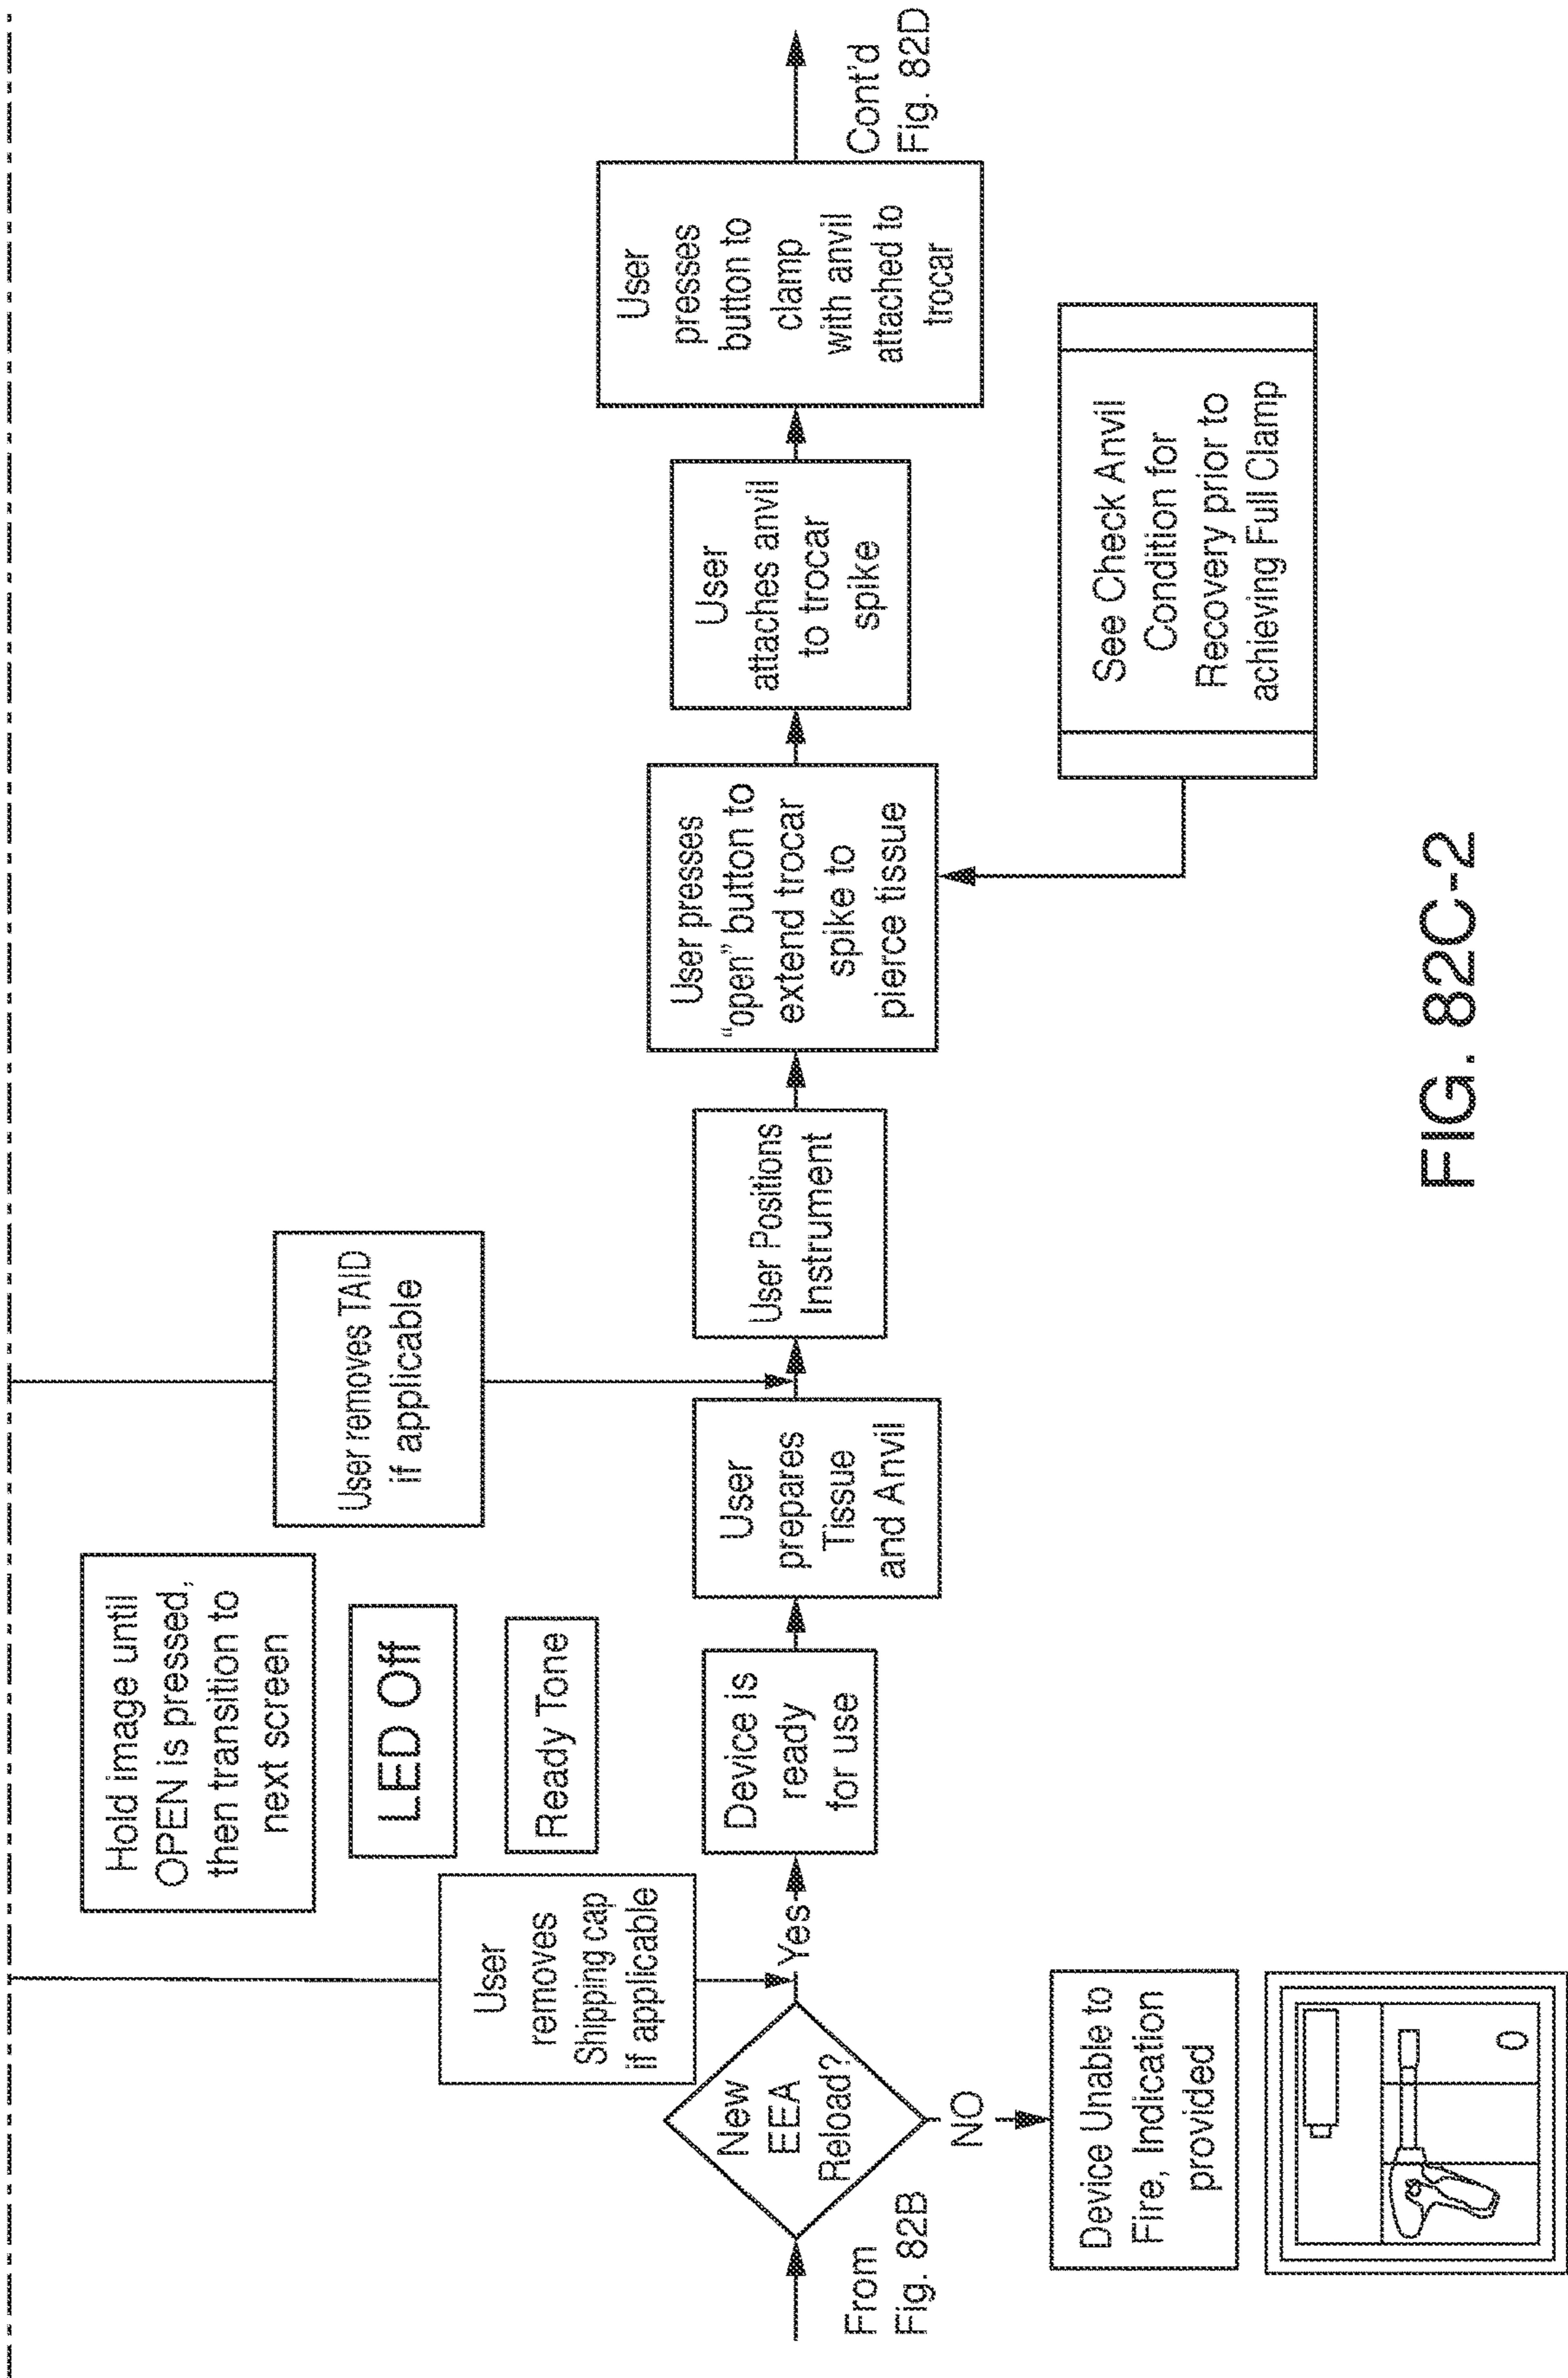 Hold image until
OPEN is pressed,
then transition to
next screen
LED Off
Ready Tone
User removes TAID
if applicable
User
removes
Shipping cap
if applicable
From
Fig. 82B
New
EEA
Reload?
Yes
NO
Device Unable to
Fire, Indication
provided
0
Device is
ready
for use
User
prepares
Tissue
and Anvil
User Positions
Instrument
User presses
"open" button to
extend trocar
spike to
pierce tissue
User
attaches anvil
to trocar
spike
User
presses
button to
clamp
with anvil
attached to
trocar
Cont'd
Fig. 82D
See Check Anvil
Condition for
Recovery prior to
achieving Full Clamp
FIG. 82C-2